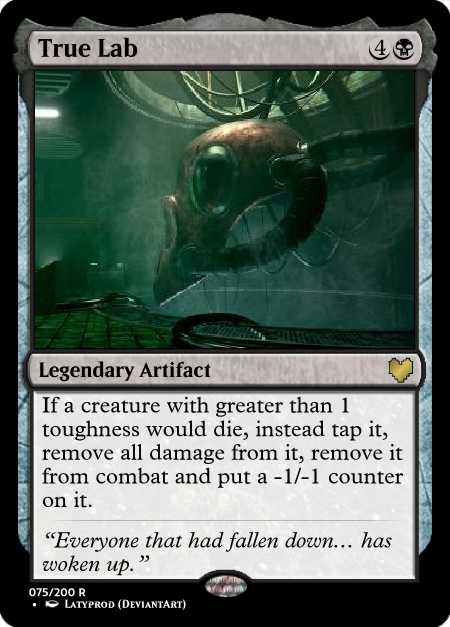 True Lab 4
Legendary Artifact
If a creature with greater than 1
toughness would die, instead tap it,
remove all damage from it, remove it
from combat and put a -1/-1 counter
on it.
“Everyone that had fallen down… has
woken up.”
075/200 R
• LATYPROD (DEVIANTART)